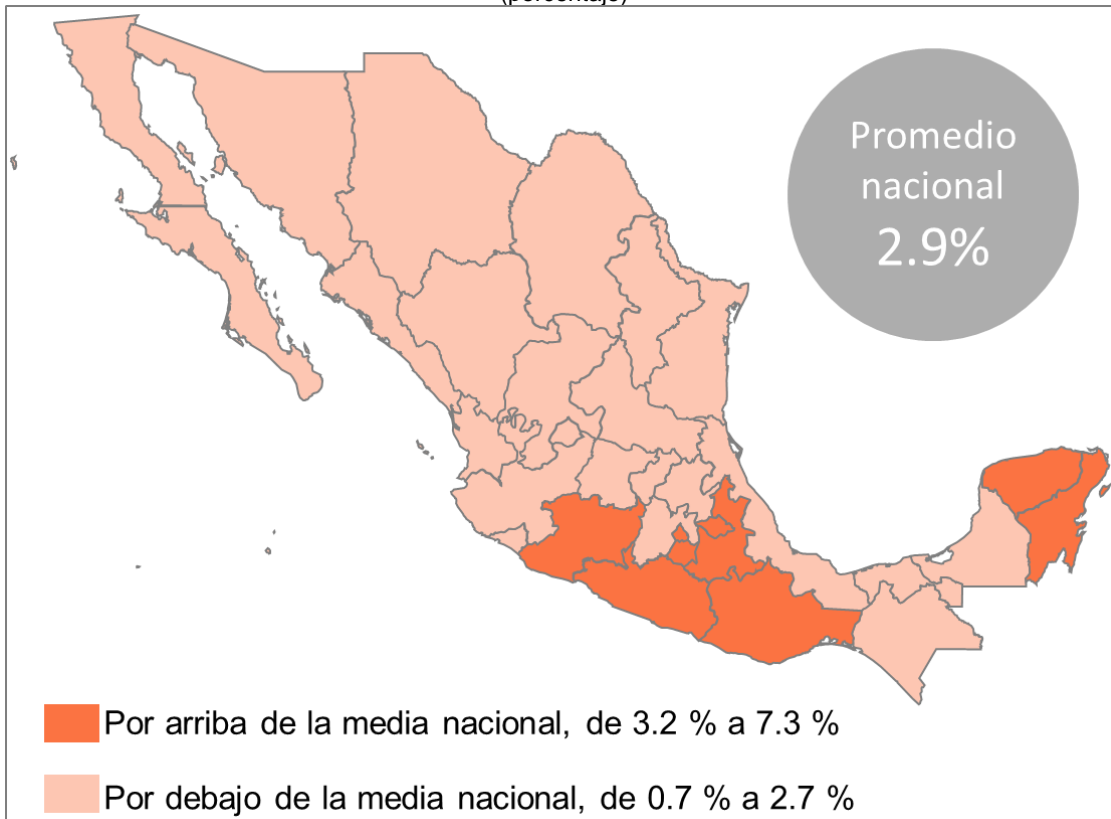 (porcentaje)
Promedio
nacional
2.9%
Por arriba de la media nacional, de 3.2 % a 7.3 %
Por debajo de la media nacional, de 0.7 % a 2.7 %